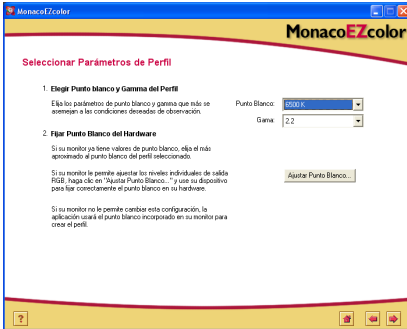 MonacoEZcolor
MonacoEZcolor
Seleccionar Parámetros de Perfil
1. Elegir Punto blanco y Gamma del Perfil
Elija los parámetros de punto blanco y gamma que más se
asemejan a las condiciones deseadas de observación.
Punto Blanco: 6500 K
Gama: 2.2
2. Fijar Punto Blanco del Hardware
Si su monitor ya tiene valores de punto blanco, elija el más
aproximado al punto blanco del perfil seleccionado.
Si su monitor le permite ajustar los niveles individuales de salida
RGB, haga clic en "Ajustar Punto Blanco..." y use su dispositivo
para fijar correctamente el punto blanco en su hardware.
Ajustar Punto Blanco...
Si su monitor no le permite cambiar esta configuración, la
aplicación usará el punto blanco incorporado en su monitor para
crear el perfil.
?